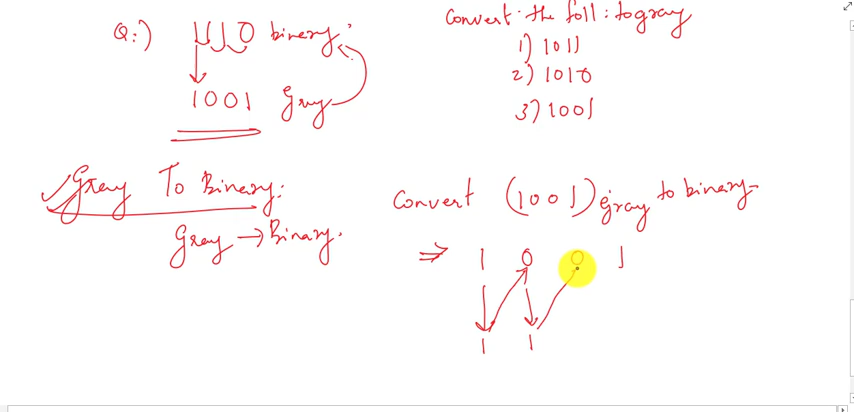 Q:) 1110 binary.
1001 Gray
Convert the foll: to gray
1) 1011
2) 1010
3) 1001
Gray To Binary:
Gray → Binary.
Convert (1001) gray to binary
⇒ 1 0 0 1
1 1